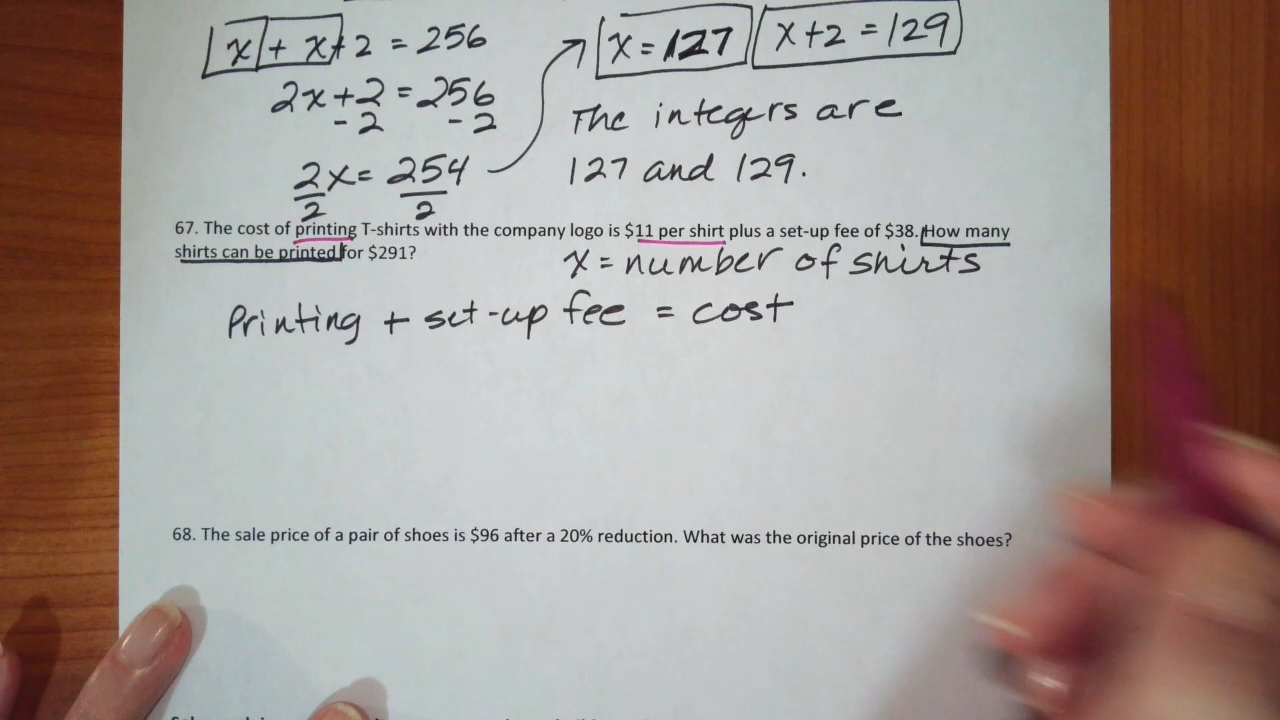 x + x + 2 = 256
x = 127
x + 2 = 129
2x + 2 = 256
- 2 - 2
The integers are
2x = 254
2 2
127 and 129.
67. The cost of printing T-shirts with the company logo is $11 per shirt plus a set-up fee of $38. How many
shirts can be printed for $291?
x = number of shirts
Printing + set-up fee = cost
68. The sale price of a pair of shoes is $96 after a 20% reduction. What was the original price of the shoes?